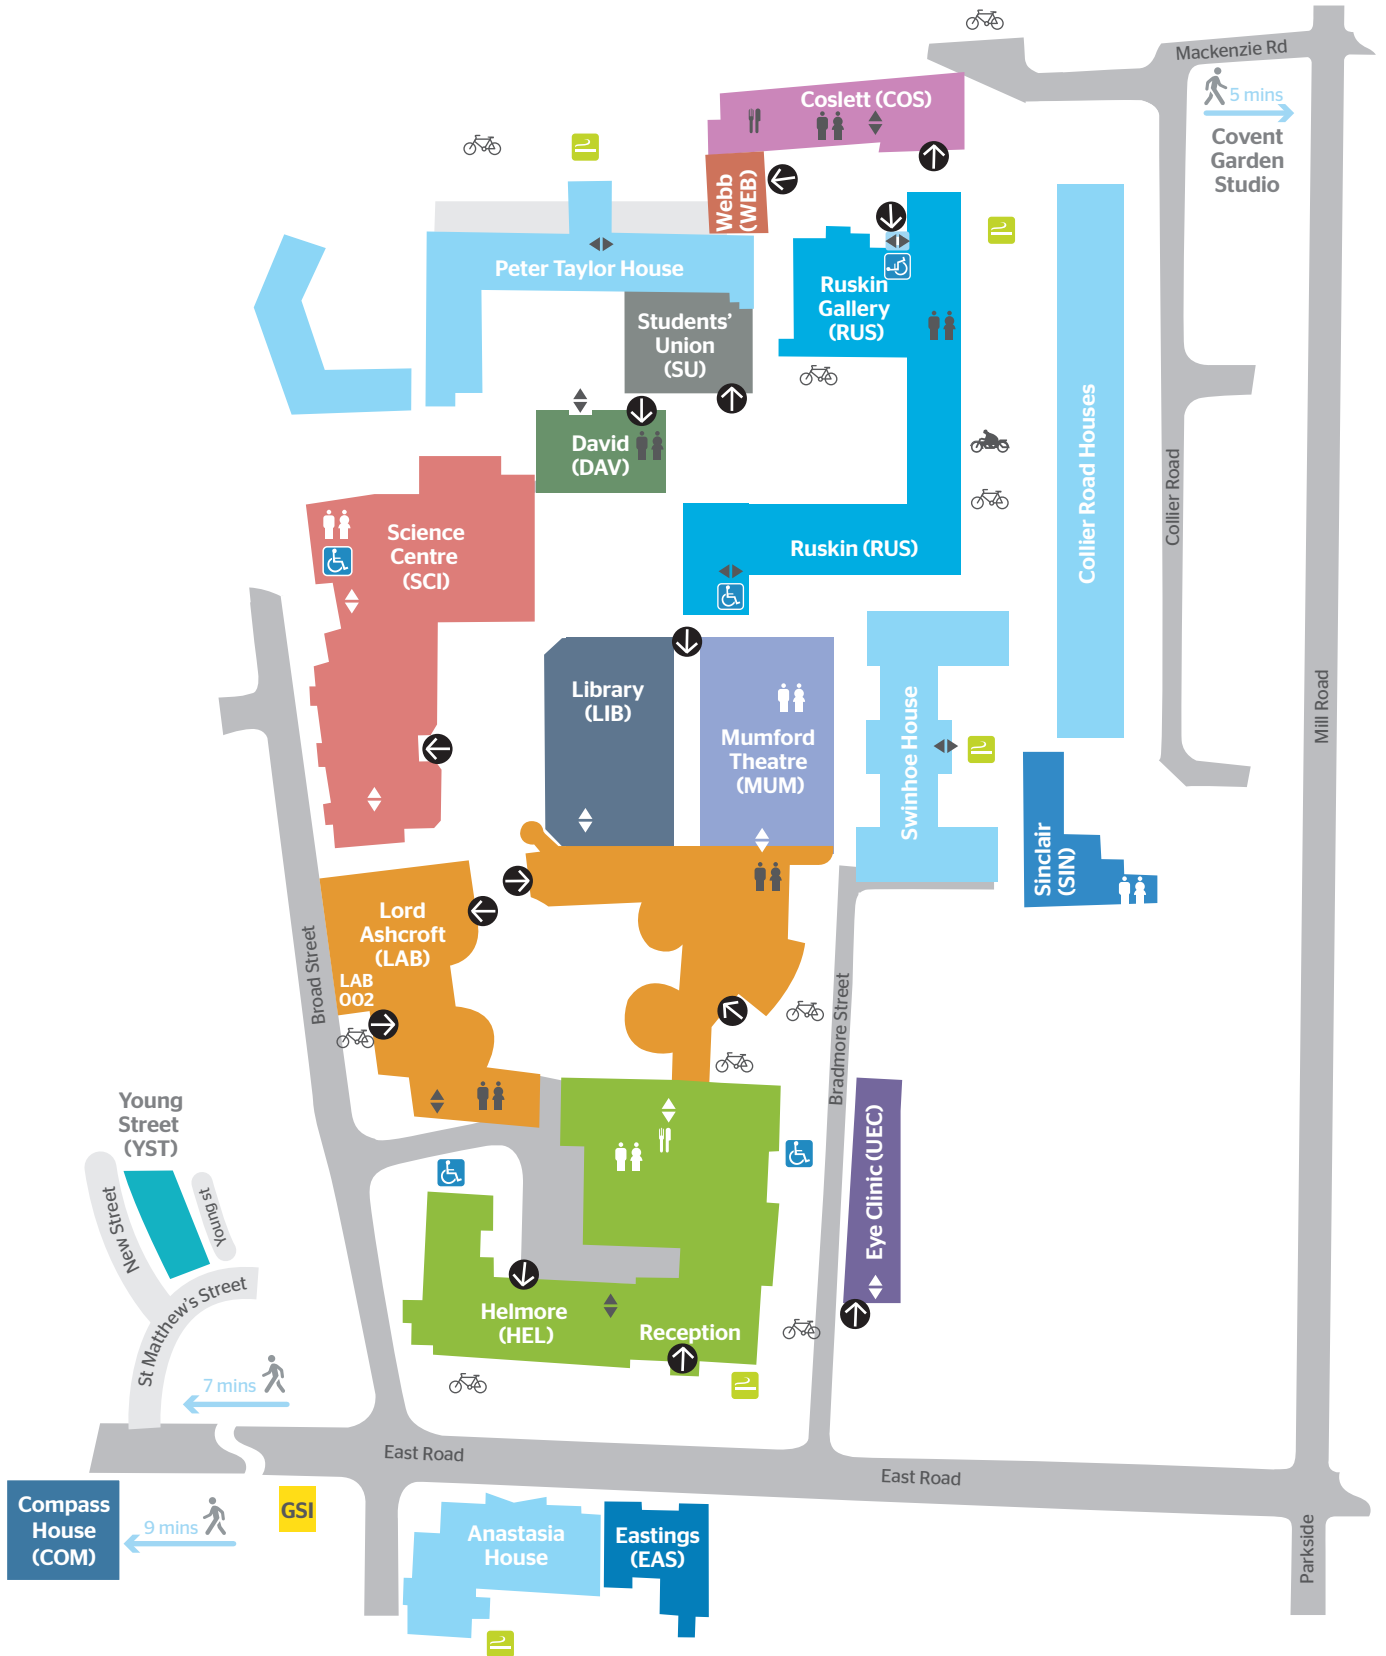 Mackenzie Rd
5 mins
Covent
Garden
Studio
Coslett (COS)
Webb
(WEB)
Peter Taylor House
Ruskin
Gallery
(RUS)
Students’
Union
(SU)
David
(DAV)
Collier Road Houses
Collier Road
Science
Centre
(SCI)
Ruskin (RUS)
Mill Road
Library
(LIB)
Mumford
Theatre
(MUM)
Swinhoe House
Sinclair
(SIN)
Lord
Ashcroft
(LAB)
LAB
002
Broad Street
Bradmore Street
Young
Street
(YST)
New Street
Young st
St Matthew's Street
Eye Clinic (UEC)
Helmore
(HEL)
Reception
7 mins
East Road
East Road
Compass
House
(COM)
9 mins
GSI
Anastasia
House
Eastings
(EAS)
Parkside